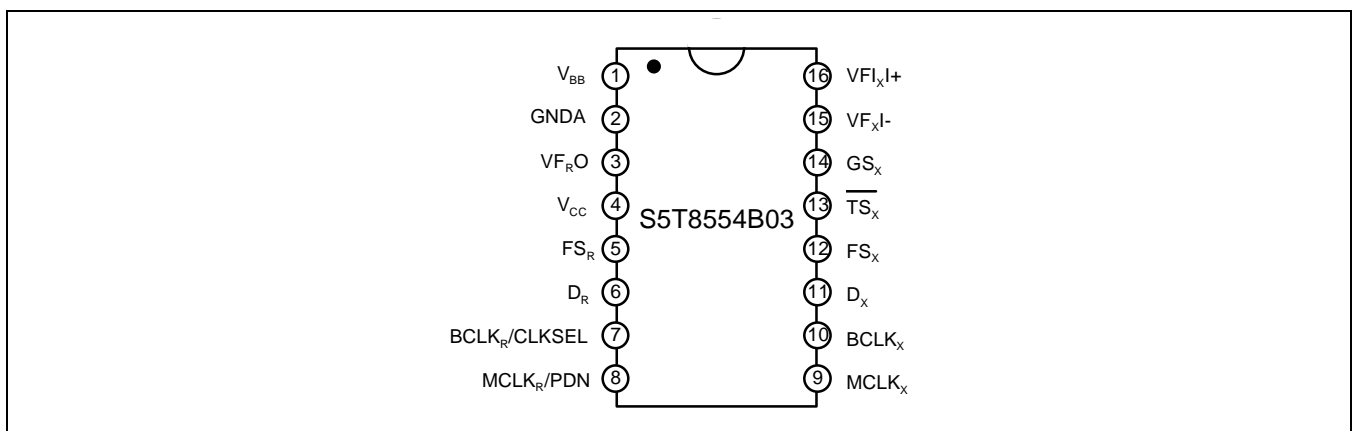 V_BB 1 16 VFI_XI+
GNDA 2 15 VF_XI-
VF_RO 3 14 GS_X
V_CC 4 13 T̅S̅_X̅
S5T8554B03
FS_R 5 12 FS_X
D_R 6 11 D_X
BCLK_R/CLKSEL 7 10 BCLK_X
MCLK_R/PDN 8 9 MCLK_X